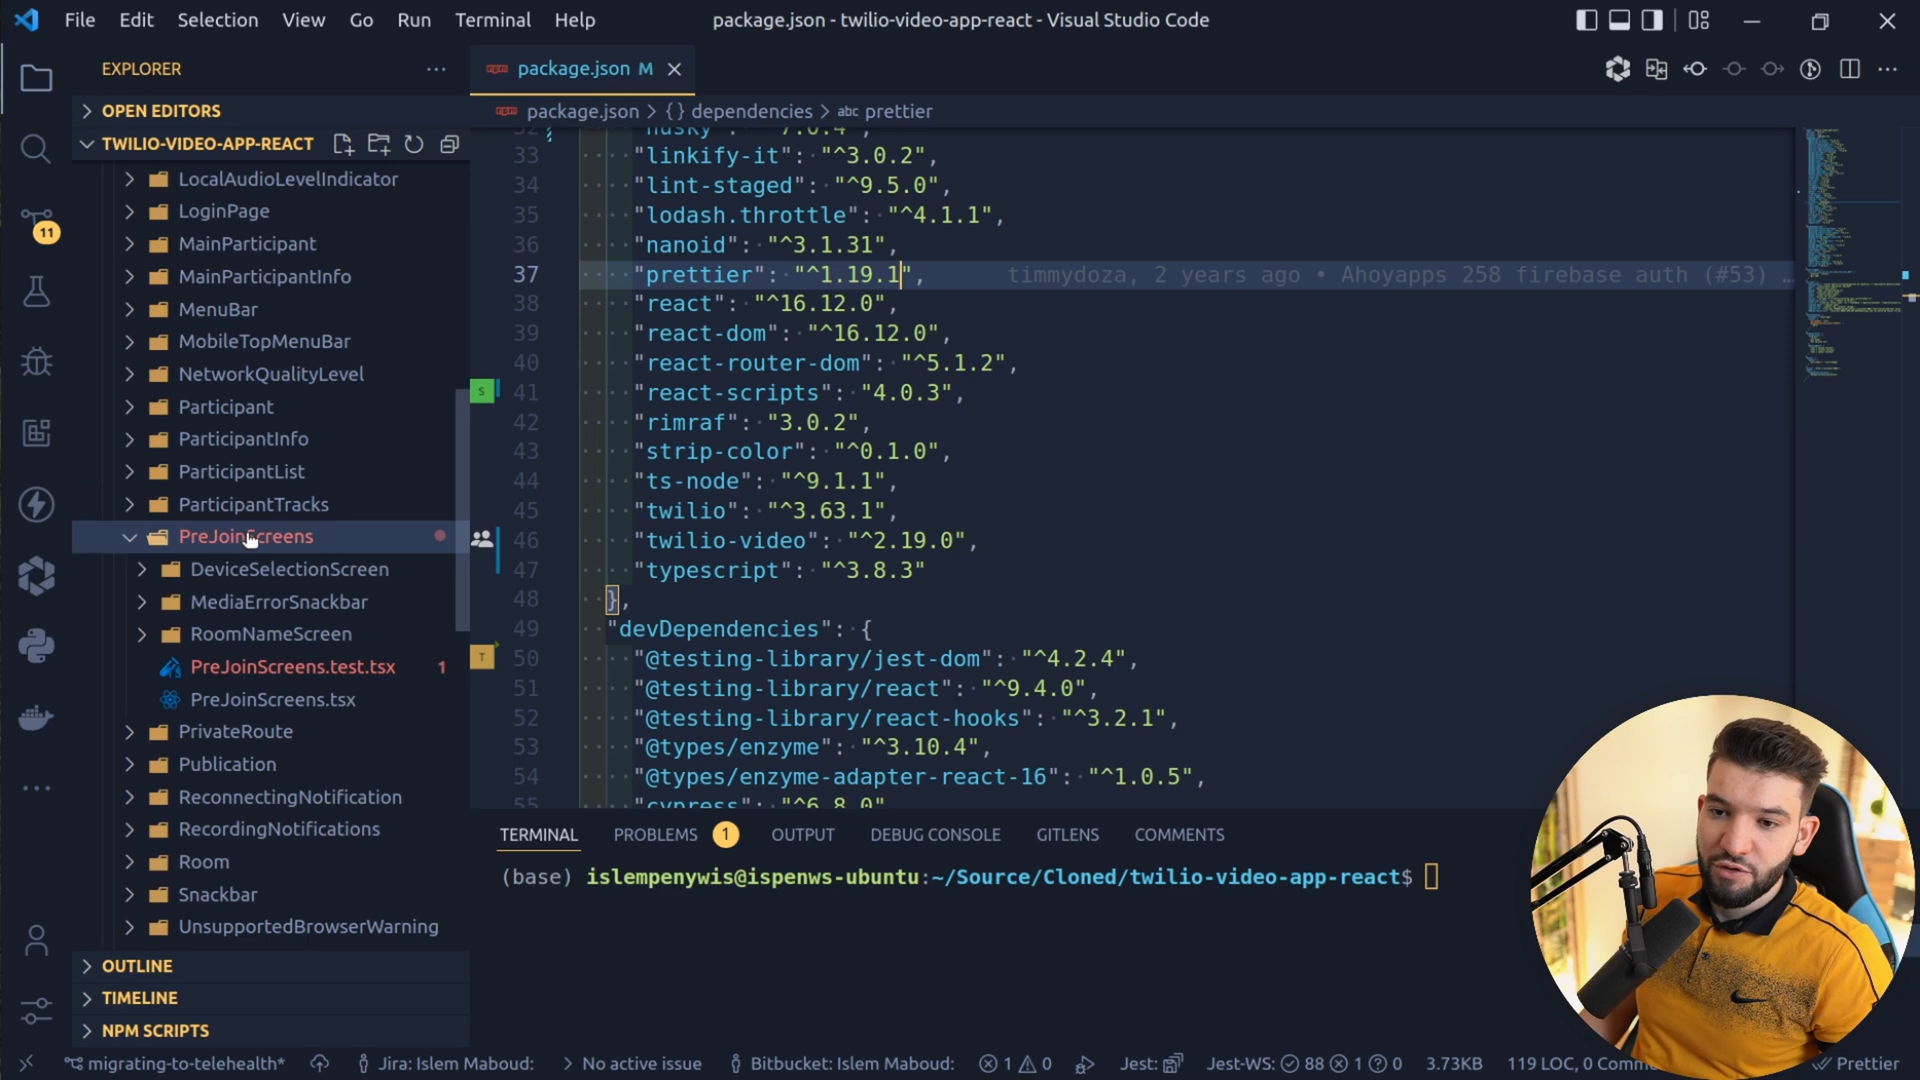 File Edit Selection View Go Run Terminal Help
package.json - twilio-video-app-react - Visual Studio Code
EXPLORER
package.json M
OPEN EDITORS
package.json > {} dependencies > abc prettier
TWILIO-VIDEO-APP-REACT
LocalAudioLevelIndicator
LoginPage
MainParticipant
MainParticipantInfo
MenuBar
MobileTopMenuBar
NetworkQualityLevel
Participant
ParticipantInfo
ParticipantList
ParticipantTracks
PreJoinScreens
DeviceSelectionScreen
MediaErrorSnackbar
RoomNameScreen
PreJoinScreens.test.tsx 1
PreJoinScreens.tsx
PrivateRoute
Publication
ReconnectingNotification
RecordingNotifications
Room
Snackbar
UnsupportedBrowserWarning
OUTLINE
TIMELINE
NPM SCRIPTS
11
32 "husky": "^7.0.4",
33 "linkify-it": "^3.0.2",
34 "lint-staged": "^9.5.0",
35 "lodash.throttle": "^4.1.1",
36 "nanoid": "^3.1.31",
37 "prettier": "^1.19.1", timmydoza, 2 years ago • Ahoyapps 258 firebase auth (#53) …
38 "react": "^16.12.0",
39 "react-dom": "^16.12.0",
40 "react-router-dom": "^5.1.2",
S 41 "react-scripts": "4.0.3",
42 "rimraf": "3.0.2",
43 "strip-color": "^0.1.0",
44 "ts-node": "^9.1.1",
45 "twilio": "^3.63.1",
46 "twilio-video": "^2.19.0",
47 "typescript": "^3.8.3"
48 },
49 "devDependencies": {
T 50 "@testing-library/jest-dom": "^4.2.4",
51 "@testing-library/react": "^9.4.0",
52 "@testing-library/react-hooks": "^3.2.1",
53 "@types/enzyme": "^3.10.4",
54 "@types/enzyme-adapter-react-16": "^1.0.5",
55 "cypress": "^6.8.0"
TERMINAL PROBLEMS 1 OUTPUT DEBUG CONSOLE GITLENS COMMENTS
(base) islempenywis@ispenws-ubuntu:~/Source/Cloned/twilio-video-app-react$
migrating-to-telehealth* Jira: Islem Maboud: > No active issue Bitbucket: Islem Maboud: 1 0 Jest: Jest-WS: 88 1 0 3.73KB 119 LOC, 0 Comm Prettier